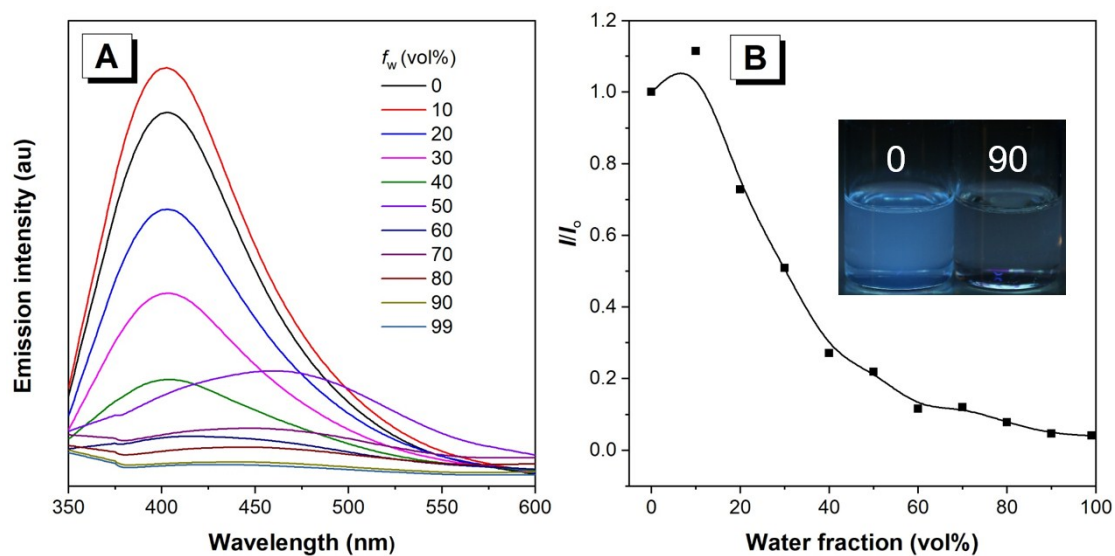 A
f_w (vol%)
0
10
20
30
40
50
60
70
80
90
99
Emission intensity (au)
350 400 450 500 550 600
Wavelength (nm)
B
1.2
1.0
0.8
0.6
0.4
0.2
0.0
I/I_o
0 90
0 20 40 60 80 100
Water fraction (vol%)